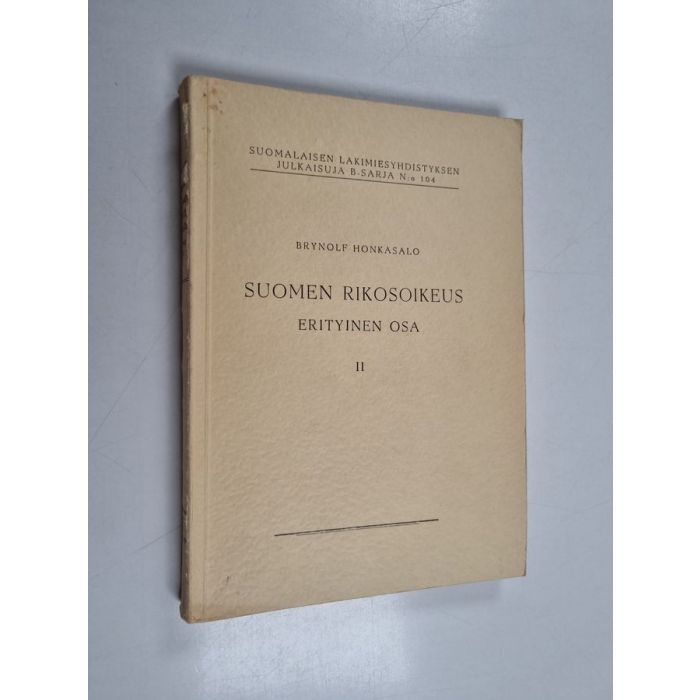 SUOMALAISEN LAKIMIESYHDISTYKSEN
JULKAISUJA B-SARJA N:o 104
BRYNOLF HONKASALO
SUOMEN RIKOSOIKEUS
ERITYINEN OSA
II